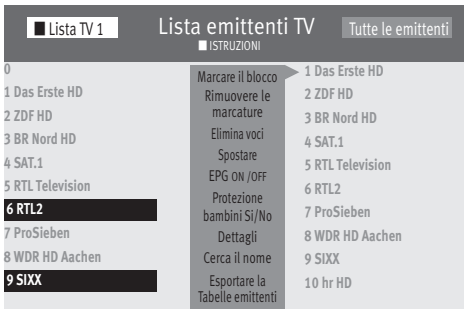 Lista TV 1
Lista emittenti TV
Tutte le emittenti
ISTRUZIONI
0
1 Das Erste HD
2 ZDF HD
3 BR Nord HD
4 SAT.1
5 RTL Television
6 RTL2
7 ProSieben
8 WDR HD Aachen
9 SIXX
Marcare il blocco
Rimuovere le
marcature
Elimina voci
Spostare
EPG ON /OFF
Protezione
bambini Si/No
Dettagli
Cerca il nome
Esportare la
Tabelle emittenti
1 Das Erste HD
2 ZDF HD
3 BR Nord HD
4 SAT.1
5 RTL Television
6 RTL2
7 ProSieben
8 WDR HD Aachen
9 SIXX
10 hr HD